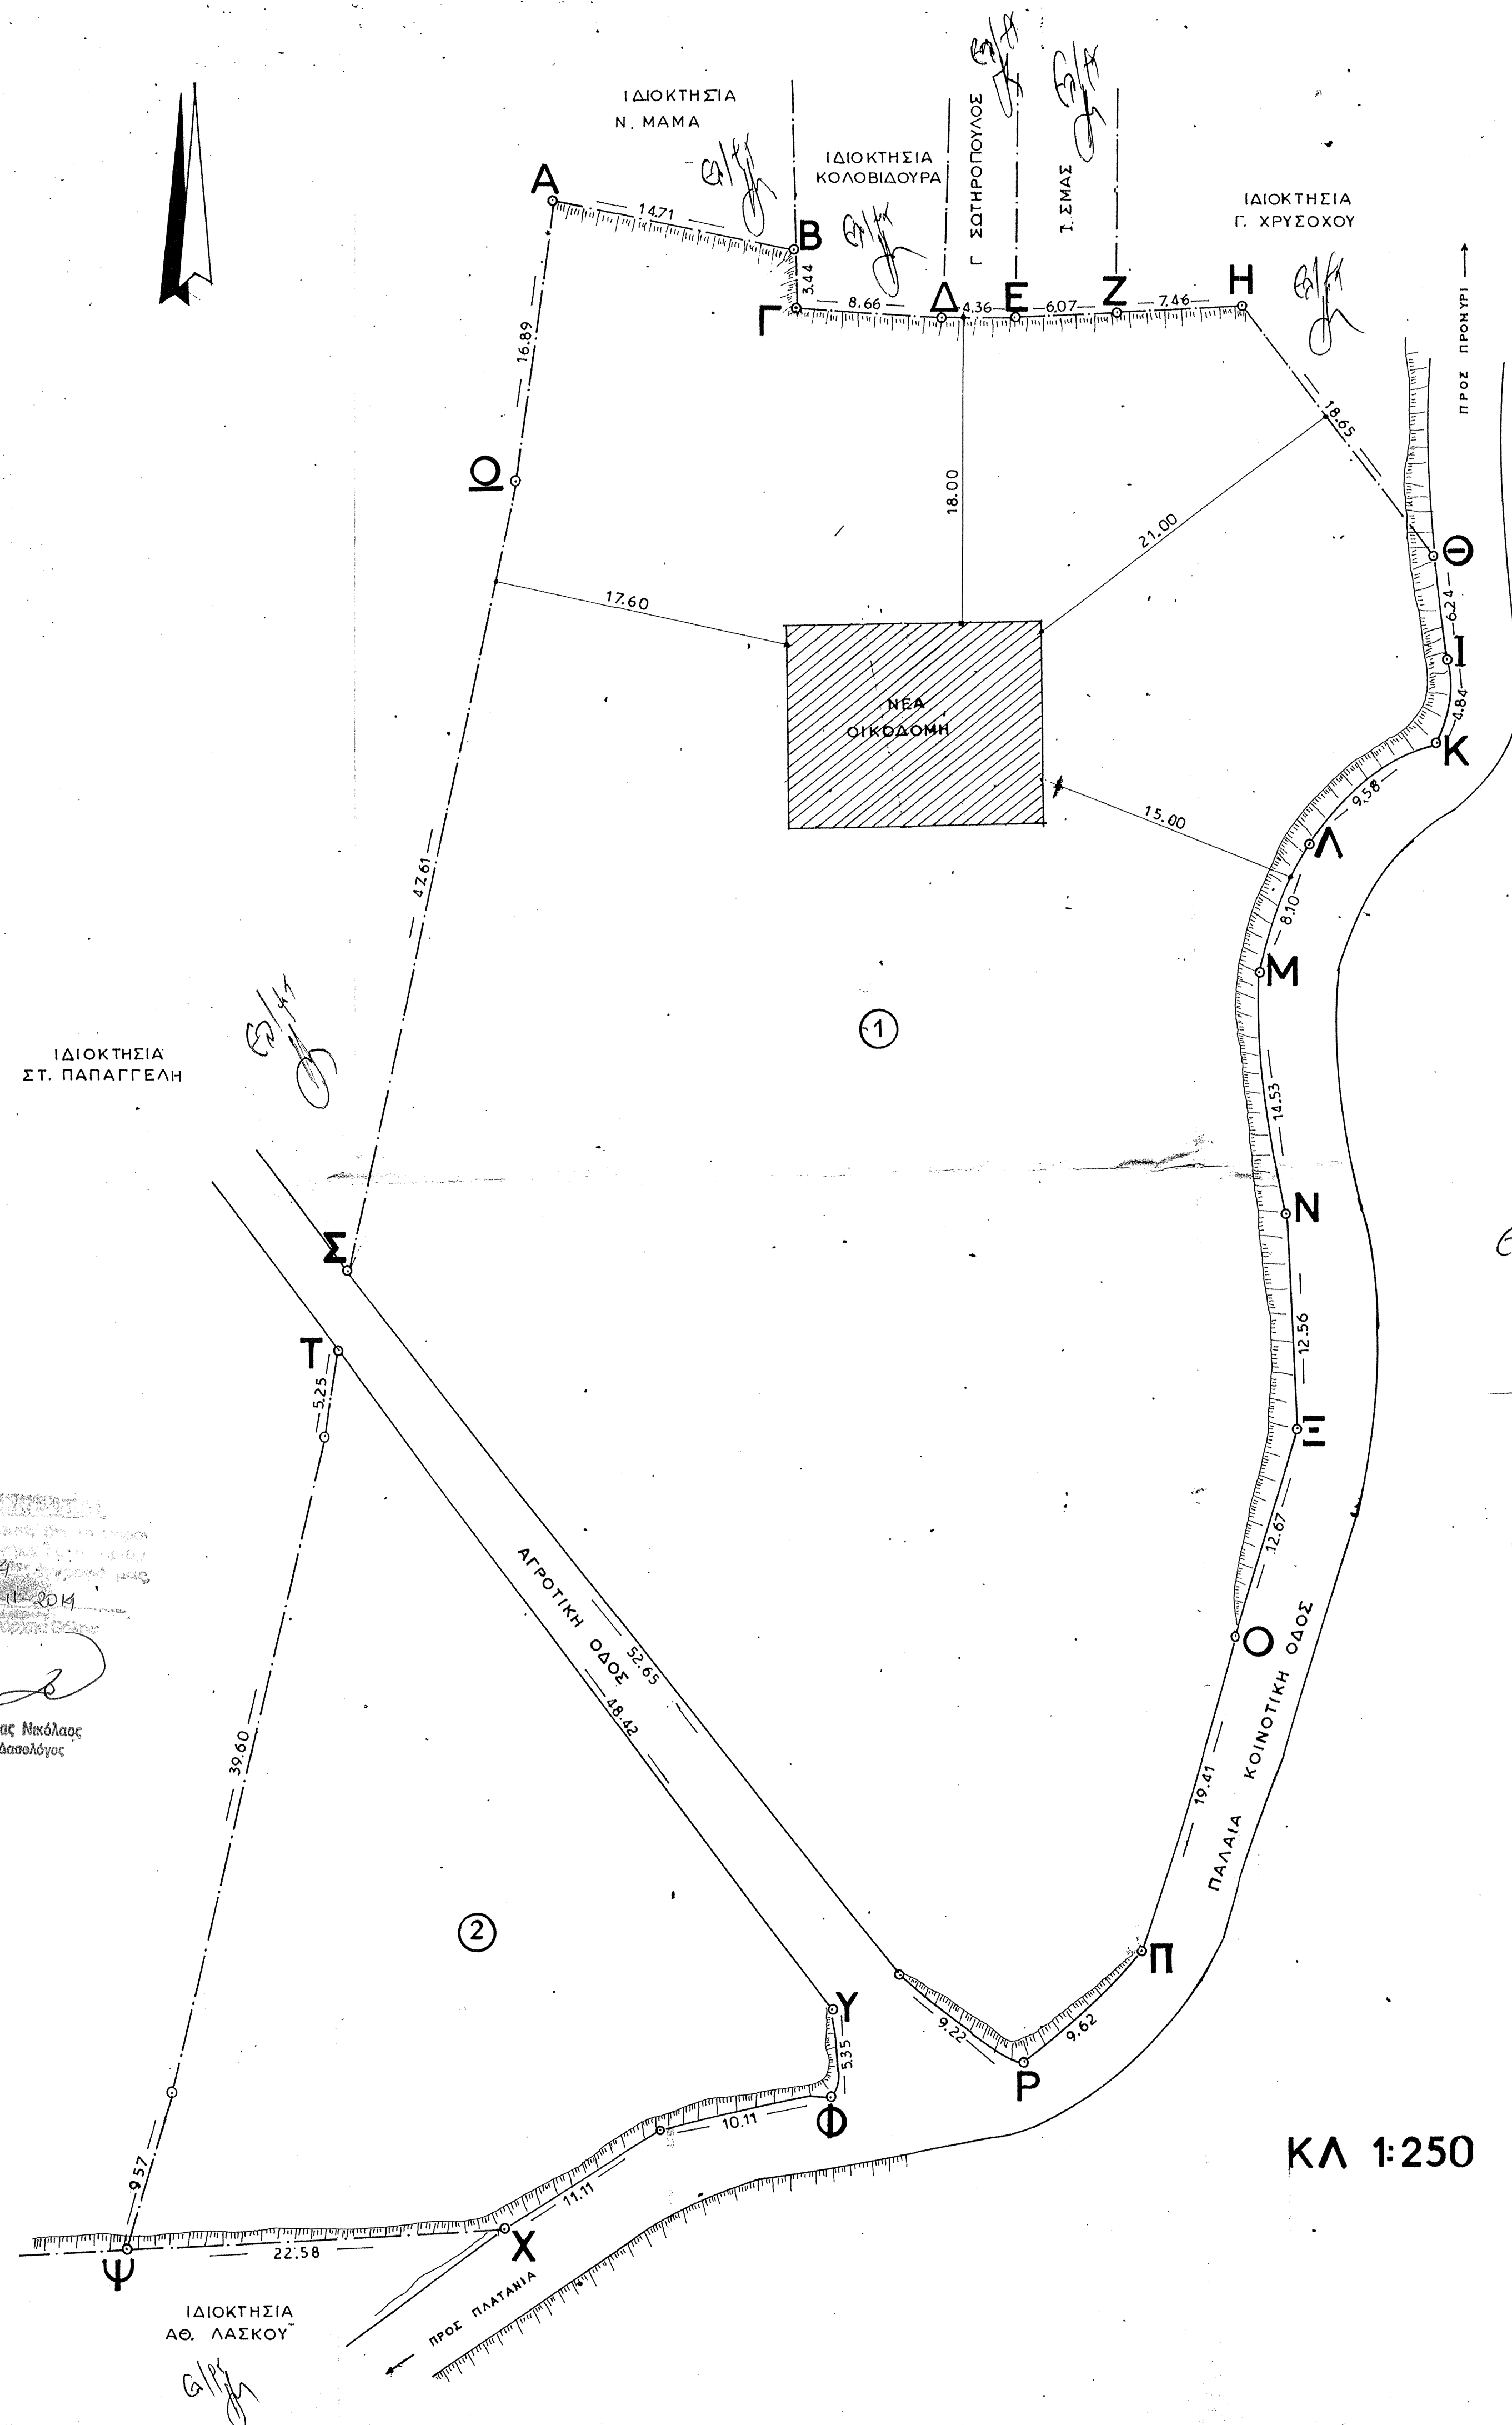 ΙΔΙΟΚΤΗΣΙΑ
Ν. ΜΑΜΑ
ΙΔΙΟΚΤΗΣΙΑ
ΚΟΛΟΒΙΔΟΥΡΑ
Γ ΣΩΤΗΡΟΠΟΥΛΟΣ
Ι. ΣΜΑΣ
ΙΔΙΟΚΤΗΣΙΑ
Γ. ΧΡΥΣΟΧΟΥ
ΠΡΟΣ ΠΡΟΜΥΡΙ
Α
14.71
Β
3.44
Γ
8.66
Δ
4.36
Ε
6.07
Ζ
7.46
Η
16.89
18.65
Ω
18.00
21.00
Θ
17.60
6.24
Ι
4.84
ΝΕΑ
ΟΙΚΟΔΟΜΗ
Κ
9.58
15.00
Λ
47.61
8.10
Μ
1
ΙΔΙΟΚΤΗΣΙΑ
ΣΤ. ΠΑΠΑΓΓΕΛΗ
14.53
Ν
Σ
Τ
5.25
12.56
Ξ
12.67
ΑΓΡΟΤΙΚΗ ΟΔΟΣ
52.65
48.42
Ο
11-2014
ας Νικόλαος
Δασολόγος
39.60
19.41
ΠΑΛΑΙΑ ΚΟΙΝΟΤΙΚΗ ΟΔΟΣ
2
Π
Υ
5.35
9.22
9.62
Ρ
Φ
10.11
11.11
9.57
ΚΛ 1:250
Ψ
22.58
Χ
ΠΡΟΣ ΠΛΑΤΑΝΙΑ
ΙΔΙΟΚΤΗΣΙΑ
ΑΘ. ΛΑΣΚΟΥ